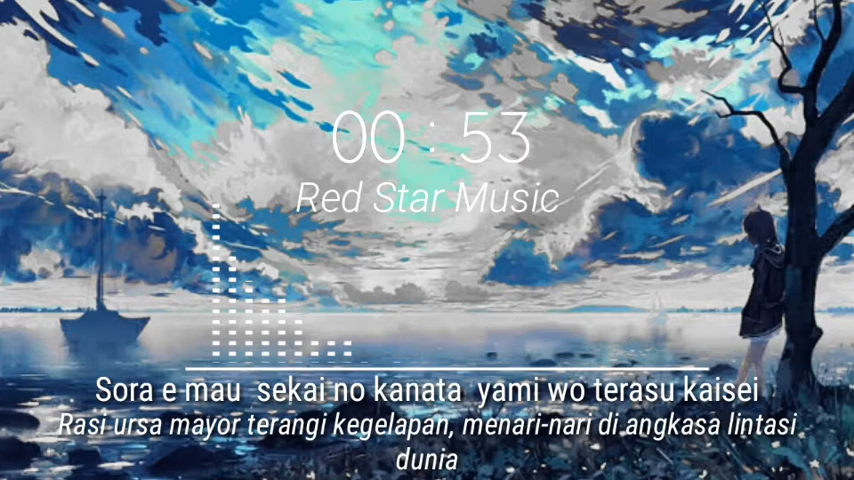 00 : 53
Red Star Music
Sora e mau sekai no kanata yami wo terasu kaisei
Rasi ursa mayor terangi kegelapan, menari-nari di angkasa lintasi
dunia